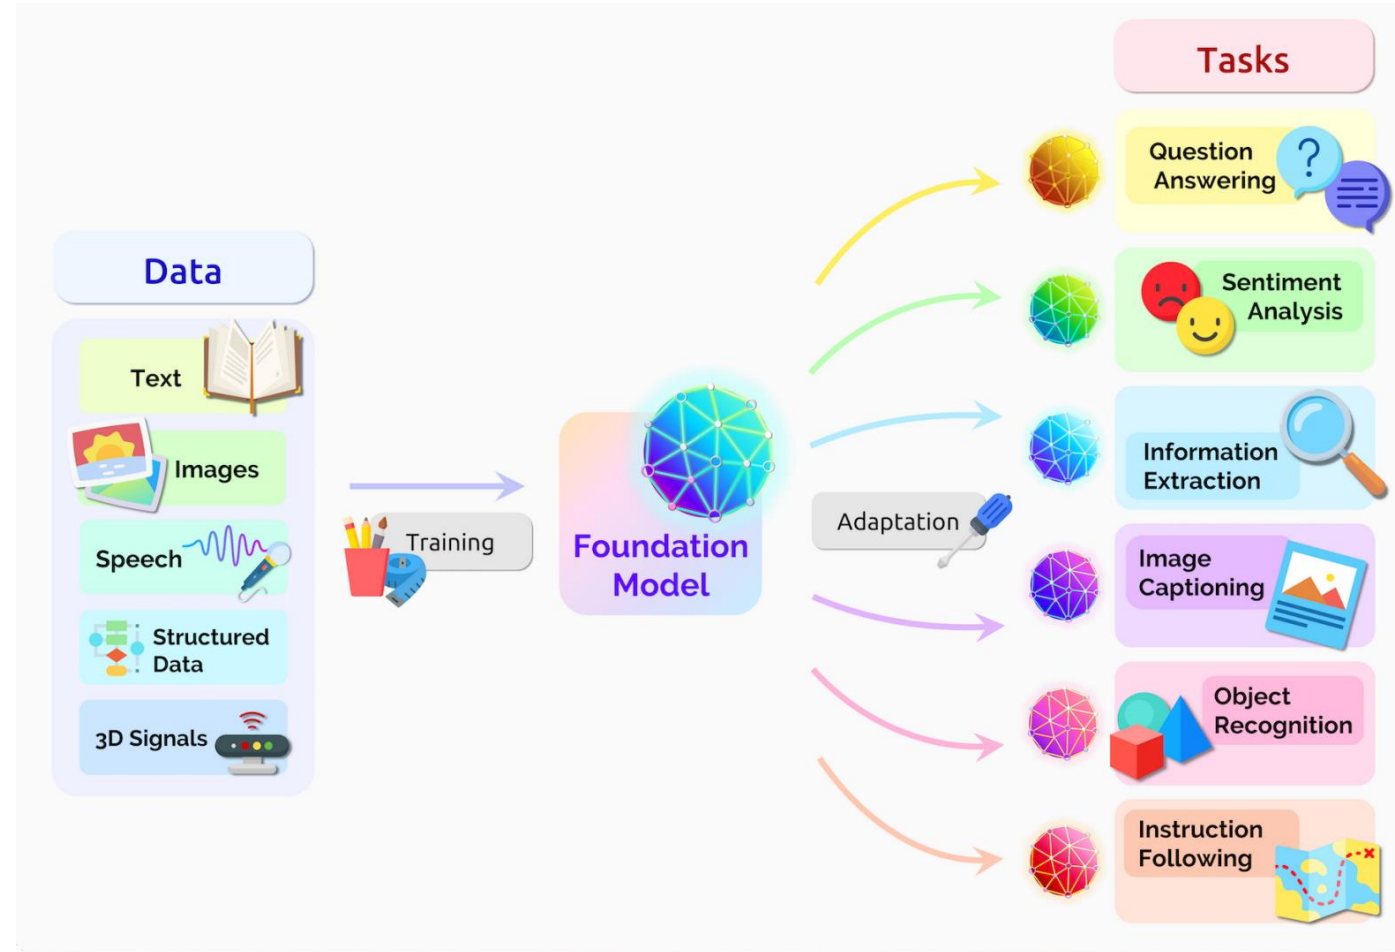 Data
Text
Images
Speech
Structured
Data
3D Signals
Training
Foundation
Model
Adaptation
Tasks
Question
Answering
Sentiment
Analysis
Information
Extraction
Image
Captioning
Object
Recognition
Instruction
Following